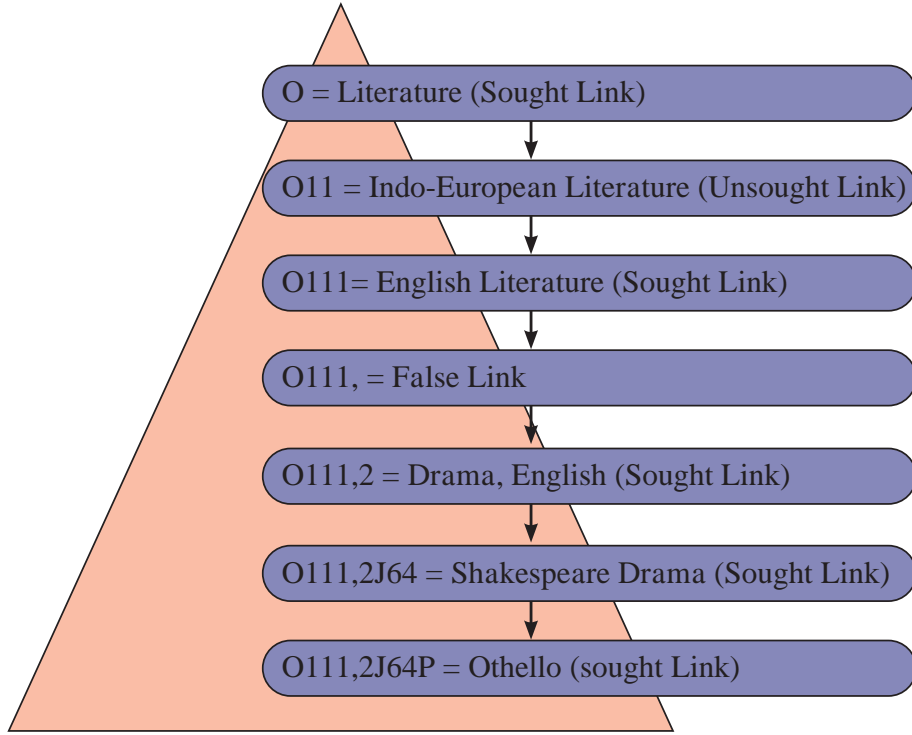 O = Literature (Sought Link)
O11 = Indo-European Literature (Unsought Link)
O111= English Literature (Sought Link)
O111, = False Link
O111,2 = Drama, English (Sought Link)
O111,2J64 = Shakespeare Drama (Sought Link)
O111,2J64P = Othello (sought Link)